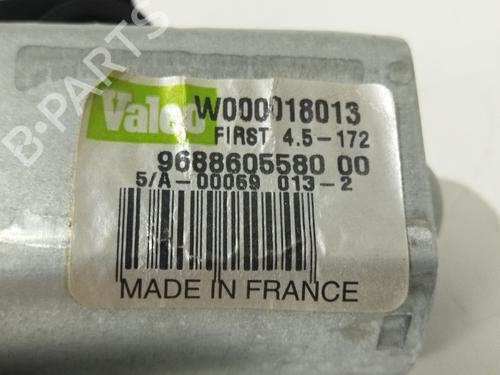 B-PARTS
Valeo W000018013
FIRST 4.5-172
9688605580 00
5/A-00069 013-2
MADE IN FRANCE